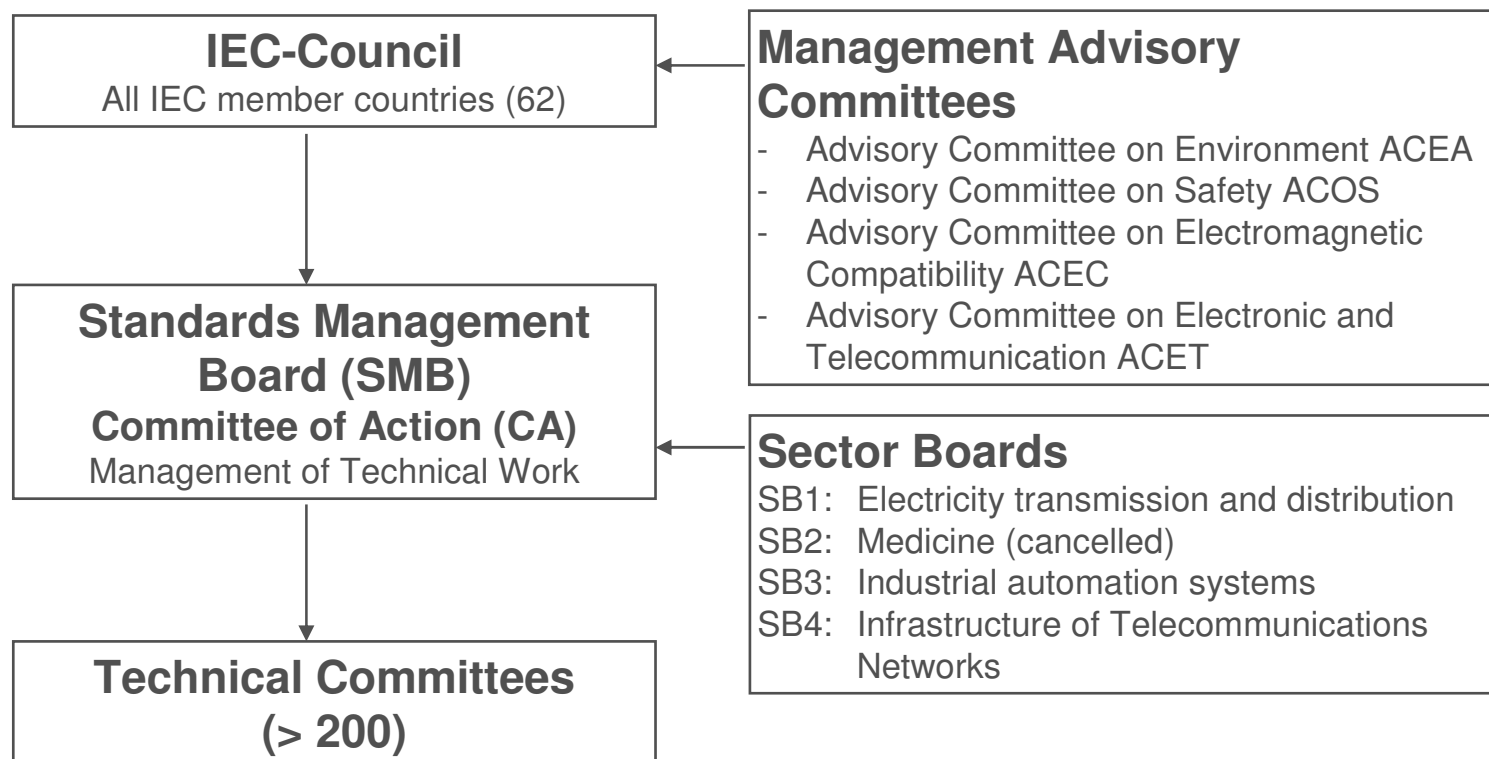 IEC-Council
All IEC member countries (62)
Management Advisory
Committees
- Advisory Committee on Environment ACEA
- Advisory Committee on Safety ACOS
- Advisory Committee on Electromagnetic
Compatibility ACEC
- Advisory Committee on Electronic and
Telecommunication ACET
Standards Management
Board (SMB)
Committee of Action (CA)
Management of Technical Work
Sector Boards
SB1: Electricity transmission and distribution
SB2: Medicine (cancelled)
SB3: Industrial automation systems
SB4: Infrastructure of Telecommunications
Networks
Technical Committees
(> 200)